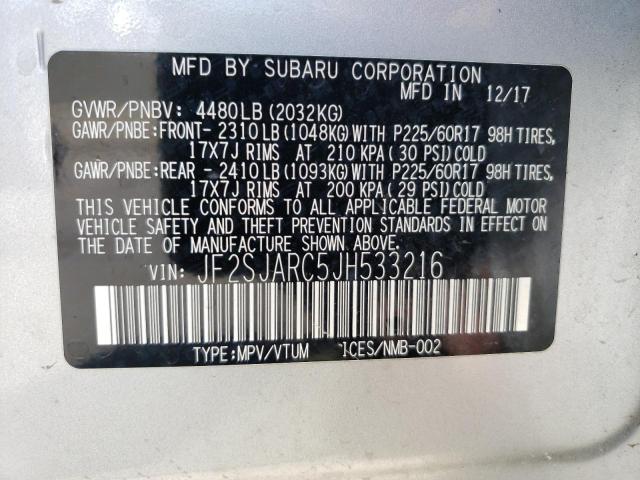 MFD BY SUBARU CORPORATION
MFD IN 12/17
GVWR/PNBV: 4480LB(2032KG)
GAWR/PNBE:FRONT- 2310LB(1048KG)WITH P225/60R17 98H TIRES,
17X7J RIMS AT 210 KPA(30 PSI)COLD
GAWR/PNBE:REAR - 2410LB(1093KG)WITH P225/60R17 98H TIRES,
17X7J RIMS AT 200 KPA(29 PSI)COLD
THIS VEHICLE CONFORMS TO ALL APPLICABLE FEDERAL MOTOR
VEHICLE SAFETY AND THEFT PREVENTION STANDARDS IN EFFECT ON THE
DATE OF MANUFACTURE SHOWN ABOVE.
VIN: JF2SJARC5JH533216
TYPE:MPV/VTUM ICES/NMB-002